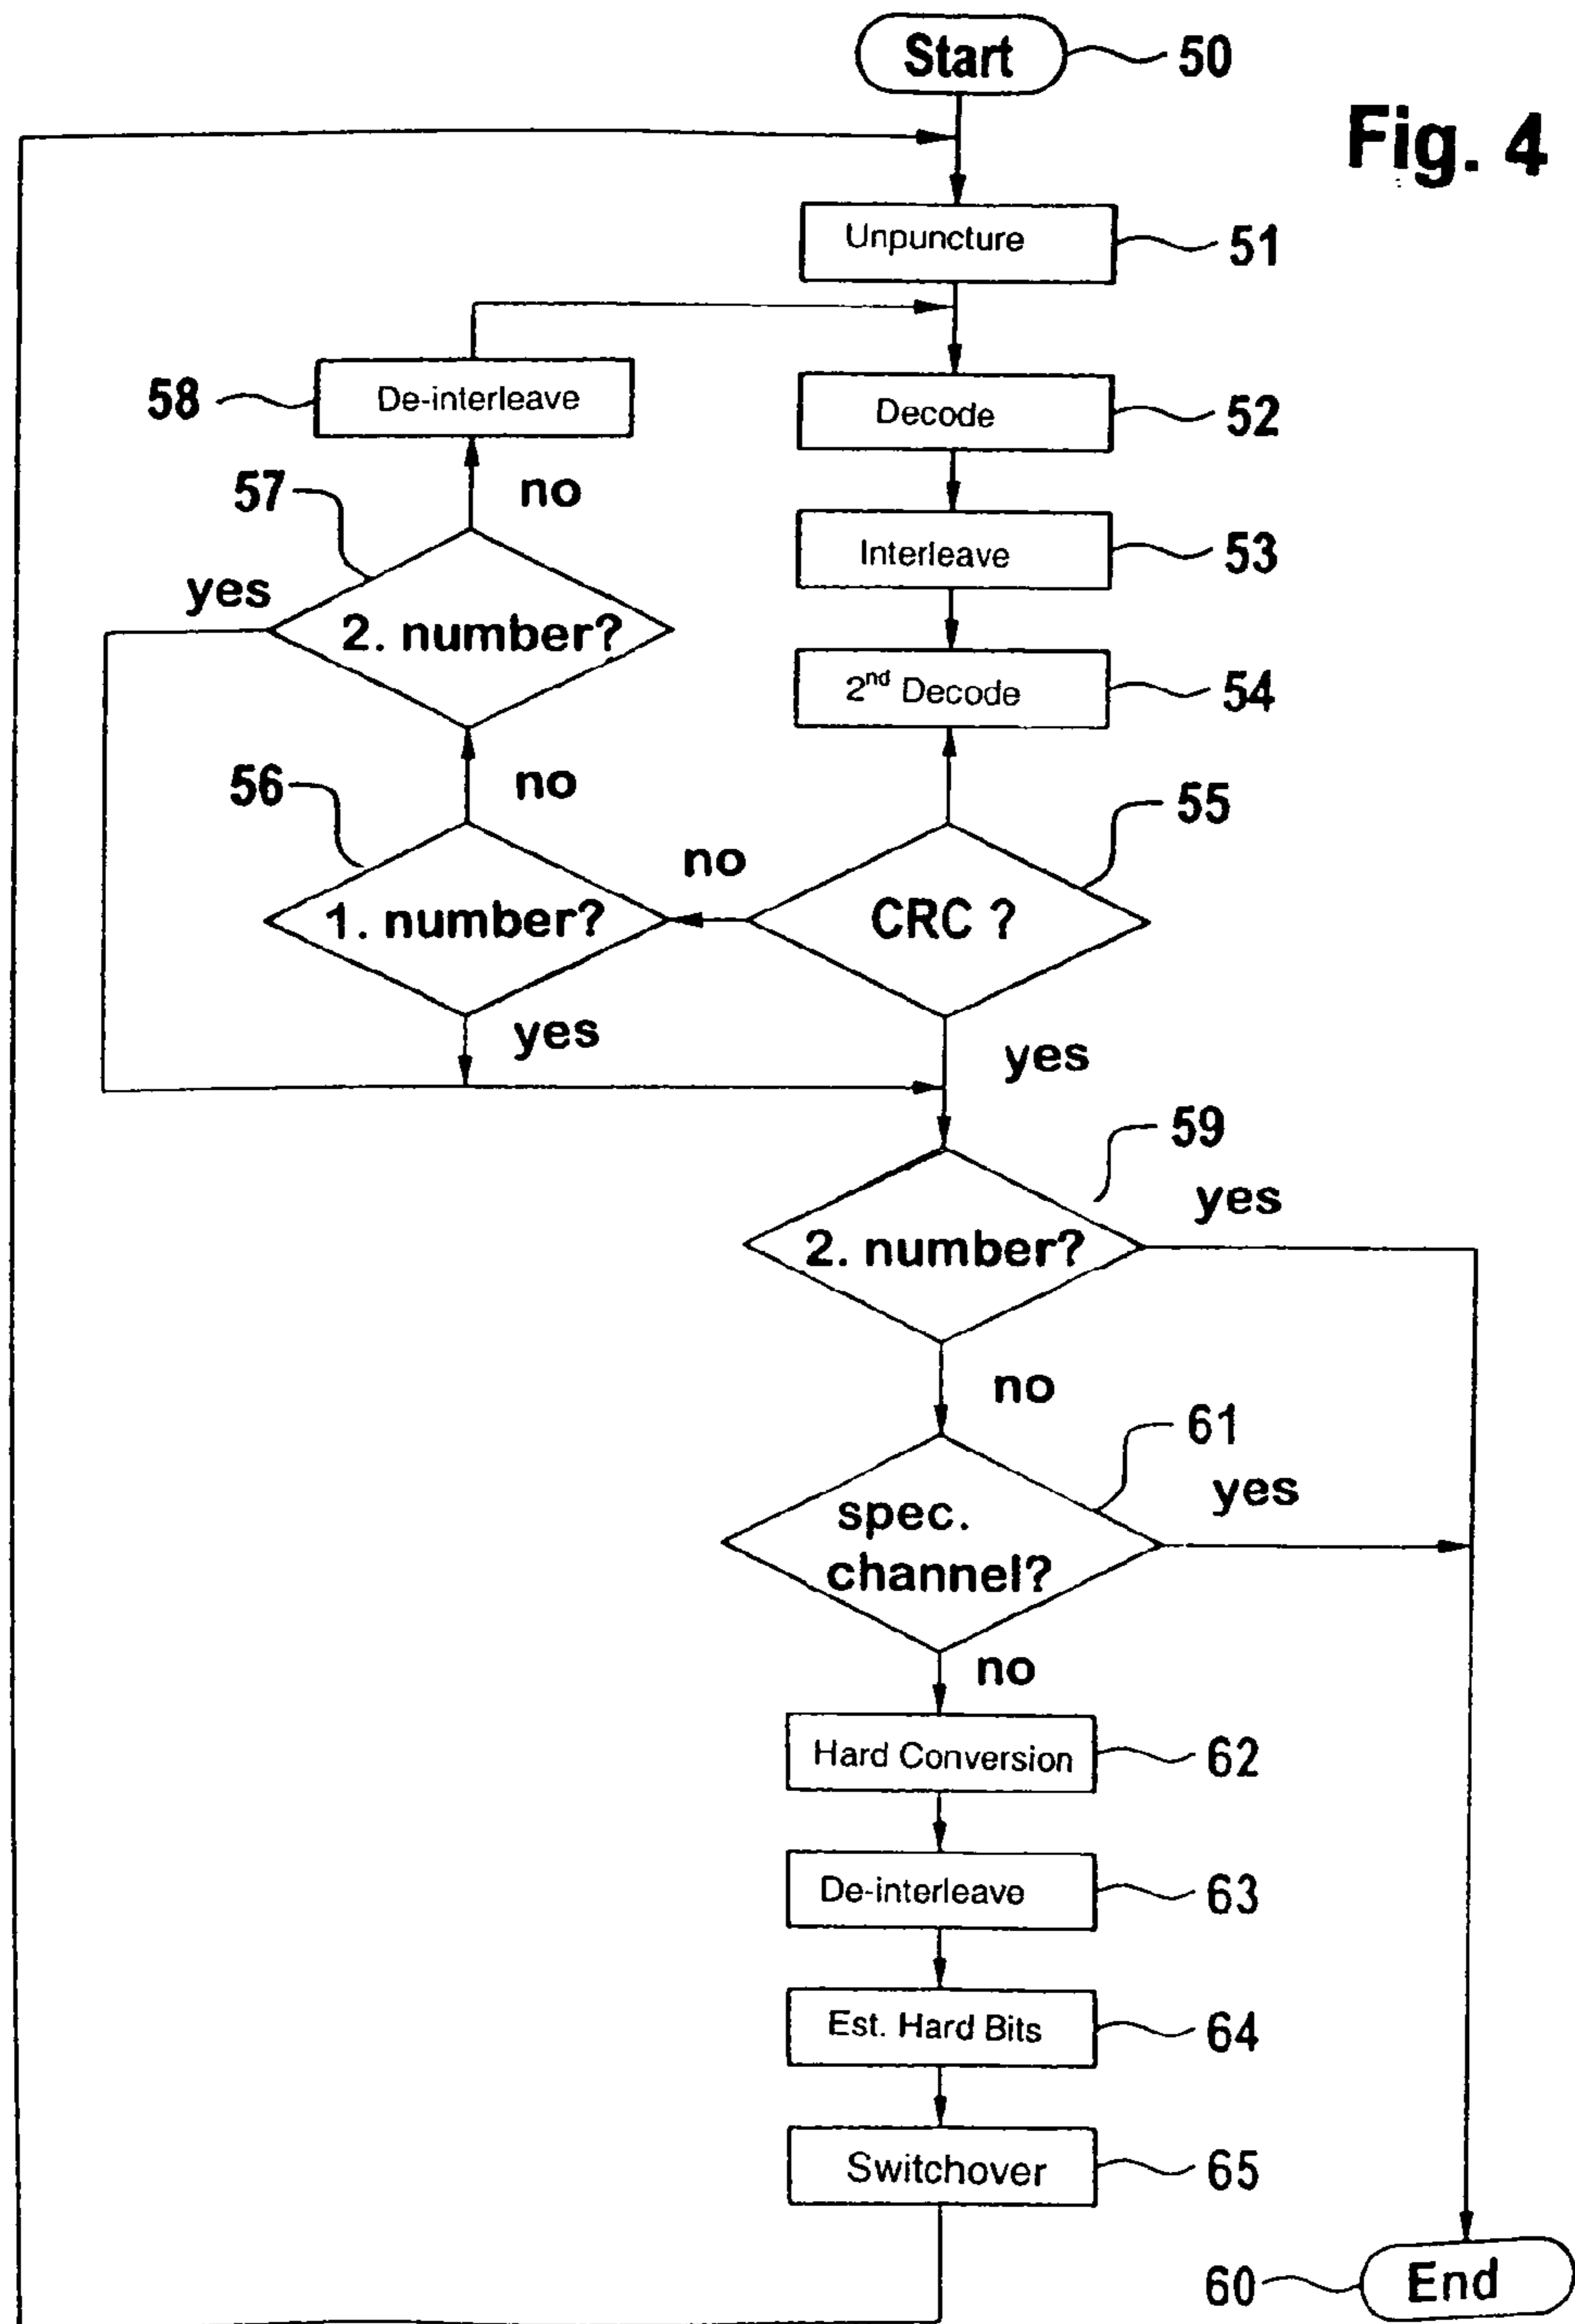 Start
50
Fig. 4
Unpuncture
51
58
De-interleave
Decode
52
57
no
Interleave
53
yes
2. number?
2nd Decode
54
56
no
55
no
1. number?
CRC ?
yes
yes
59
yes
2. number?
no
61
yes
spec.
channel?
no
Hard Conversion
62
De-interleave
63
Est. Hard Bits
64
Switchover
65
60
End